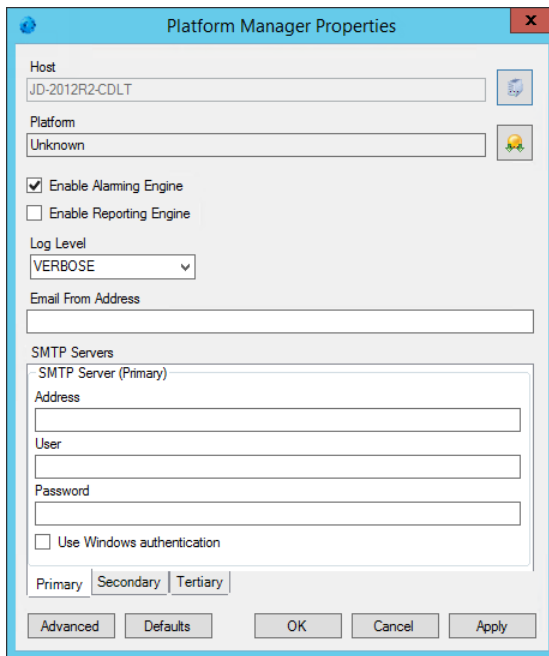 Platform Manager Properties
x
Host
JD-2012R2-CDLT
Platform
Unknown
Enable Alarming Engine
Enable Reporting Engine
Log Level
VERBOSE
Email From Address
SMTP Servers
SMTP Server (Primary)
Address
User
Password
Use Windows authentication
Primary Secondary Tertiary
Advanced Defaults OK Cancel Apply